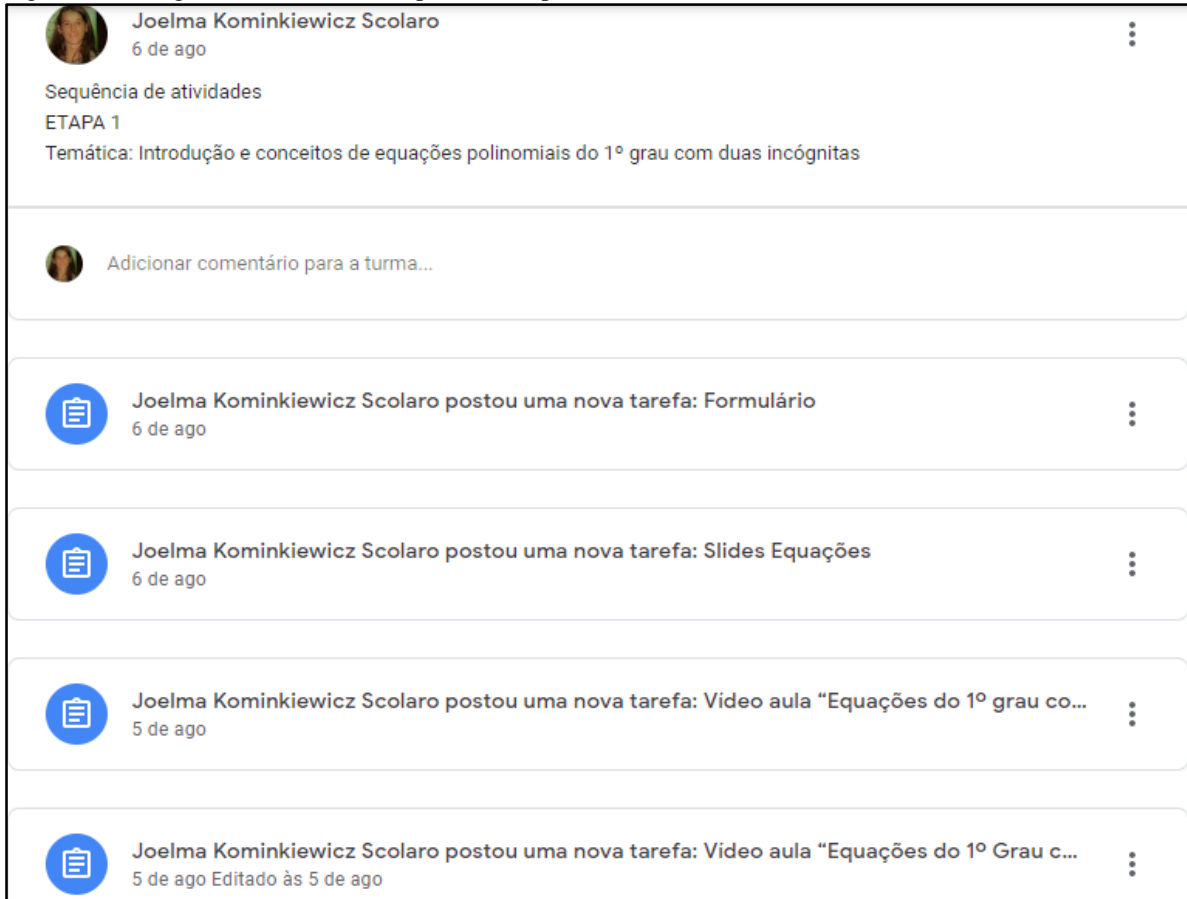 Joelma Kominkiewicz Scolaro
6 de ago
Sequência de atividades
ETAPA 1
Temática: Introdução e conceitos de equações polinomiais do 1º grau com duas incógnitas
Adicionar comentário para a turma...
Joelma Kominkiewicz Scolaro postou uma nova tarefa: Formulário
6 de ago
Joelma Kominkiewicz Scolaro postou uma nova tarefa: Slides Equações
6 de ago
Joelma Kominkiewicz Scolaro postou uma nova tarefa: Vídeo aula “Equações do 1º grau co...
5 de ago
Joelma Kominkiewicz Scolaro postou uma nova tarefa: Vídeo aula “Equações do 1º Grau c...
5 de ago Editado às 5 de ago